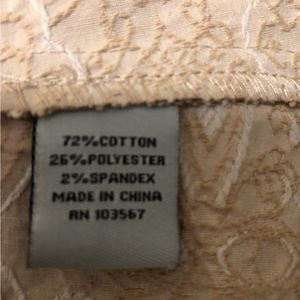 72%COTTON
26%POLYESTER
2%SPANDEX
MADE IN CHINA
RN 103567